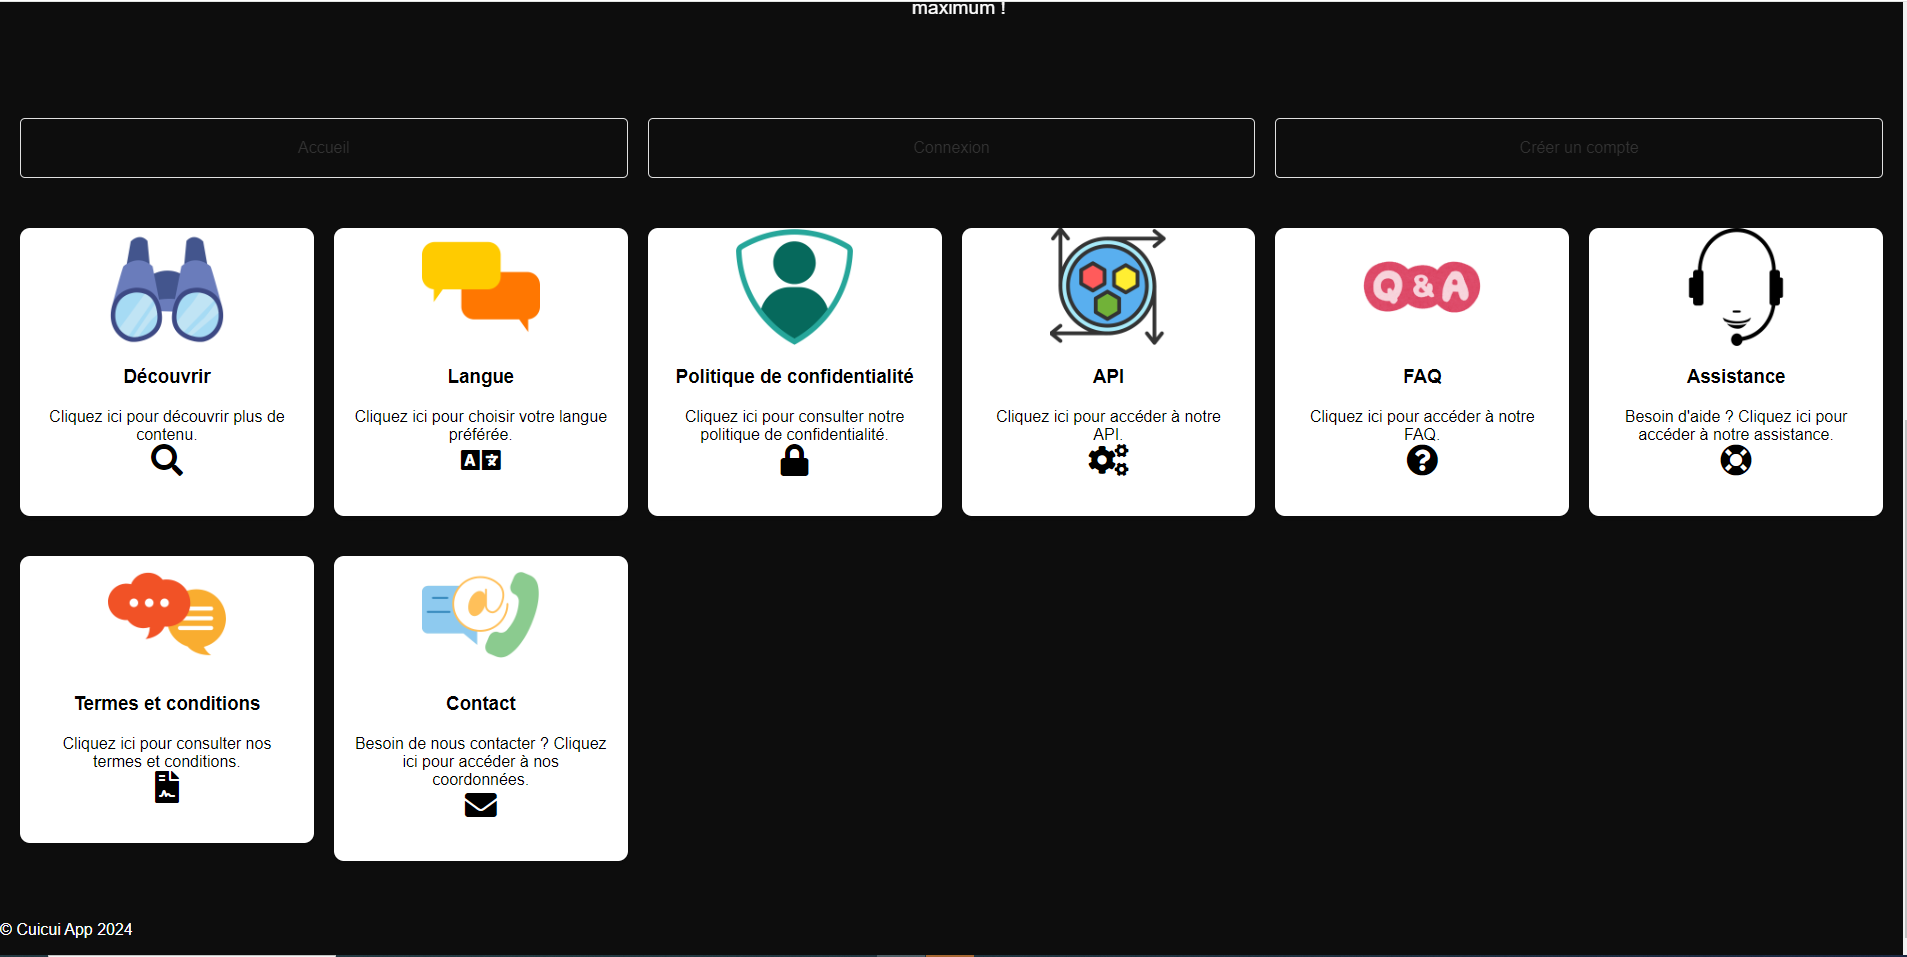 maximum !
Accueil
Connexion
Créer un compte
Découvrir
Cliquez ici pour découvrir plus de
contenu.
Langue
Cliquez ici pour choisir votre langue
préférée.
A
Politique de confidentialité
Cliquez ici pour consulter notre
politique de confidentialité.
API
Cliquez ici pour accéder à notre
API.
Q & A
FAQ
Cliquez ici pour accéder à notre
FAQ.
?
Assistance
Besoin d'aide ? Cliquez ici pour
accéder à notre assistance.
Termes et conditions
Cliquez ici pour consulter nos
termes et conditions.
@
Contact
Besoin de nous contacter ? Cliquez
ici pour accéder à nos
coordonnées.
© Cuicui App 2024